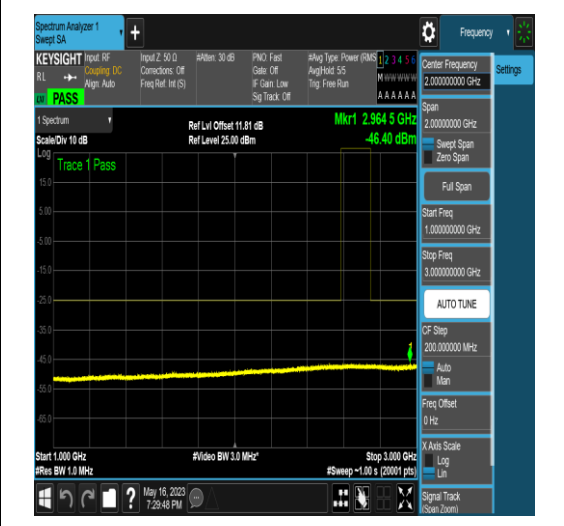 Spectrum Analyzer 1
Swept SA
Frequency
KEYSIGHT
RL
PASS
Input: RF
Coupling: DC
Align: Auto
Input Z: 50 Ω
Corrections: Off
Freq Ref: Int (S)
#Atten: 30 dB
PNO: Fast
Gate: Off
IF Gain: Low
Sig Track: Off
#Avg Type: Power (RMS
Avg|Hold: 5/5
Trig: Free Run
1 2 3 4 5 6
M W W W W W
A A A A A A
1 Spectrum
Scale/Div 10 dB
Ref Lvl Offset 11.81 dB
Ref Level 25.00 dBm
Mkr1 2.964 5 GHz
-46.40 dBm
Log
Trace 1 Pass
15.0
5.00
-5.00
-15.0
-25.0
-35.0
-45.0
-55.0
-65.0
1
Start 1.000 GHz
#Res BW 1.0 MHz
#Video BW 3.0 MHz*
Stop 3.000 GHz
#Sweep ~1.00 s (20001 pts)
May 16, 2023
7:29:48 PM
Center Frequency
2.000000000 GHz
Settings
Span
2.00000000 GHz
Swept Span
Zero Span
Full Span
Start Freq
1.000000000 GHz
Stop Freq
3.000000000 GHz
AUTO TUNE
CF Step
200.000000 MHz
Auto
Man
Freq Offset
0 Hz
X Axis Scale
Log
Lin
Signal Track
(Span Zoom)